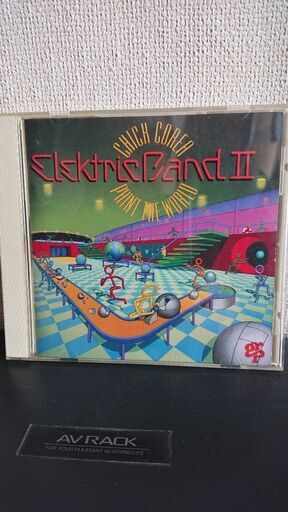 CHICK COREA
Elektric Band II
PAINT THE WORLD
GRP
AV RACK
FOR YOUR PLEASANT AV SOUND LIFE